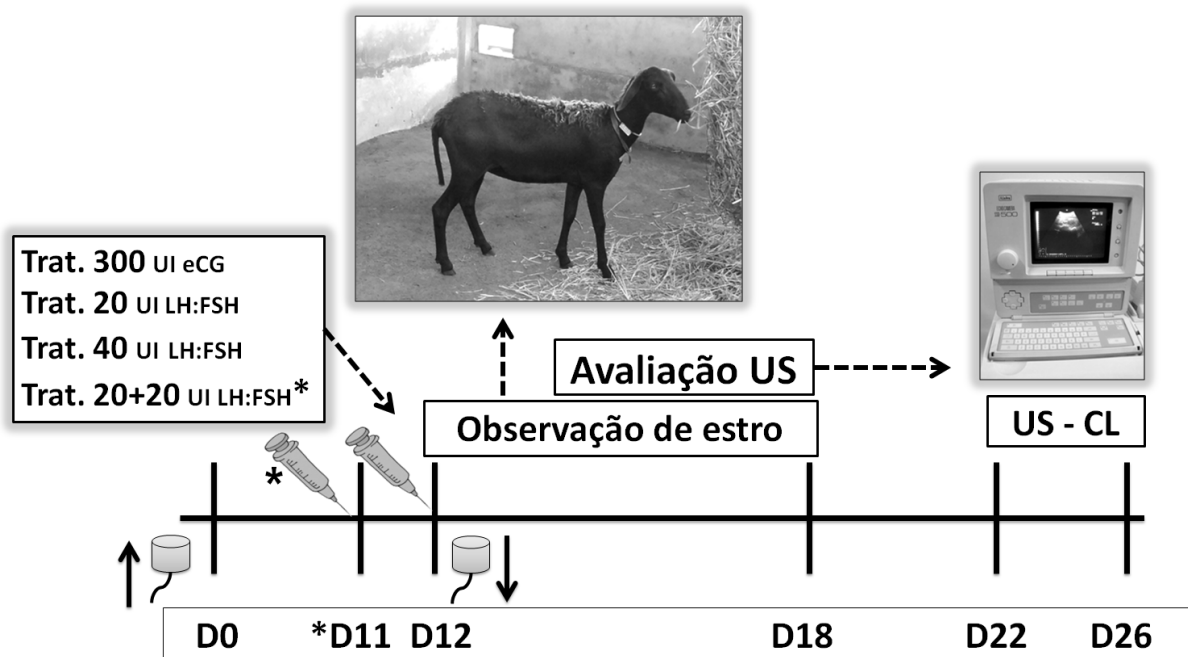 Trat. 300 UI eCG
Trat. 20 UI LH:FSH
Trat. 40 UI LH:FSH
Trat. 20+20 UI LH:FSH*
Avaliação US
Observação de estro
US - CL
*
D0 *D11 D12 D18 D22 D26